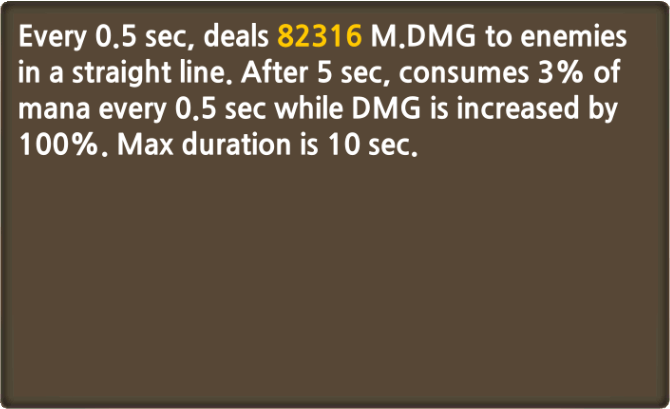 Every 0.5 sec, deals 82316 M.DMG to enemies
in a straight line. After 5 sec, consumes 3% of
mana every 0.5 sec while DMG is increased by
100%. Max duration is 10 sec.